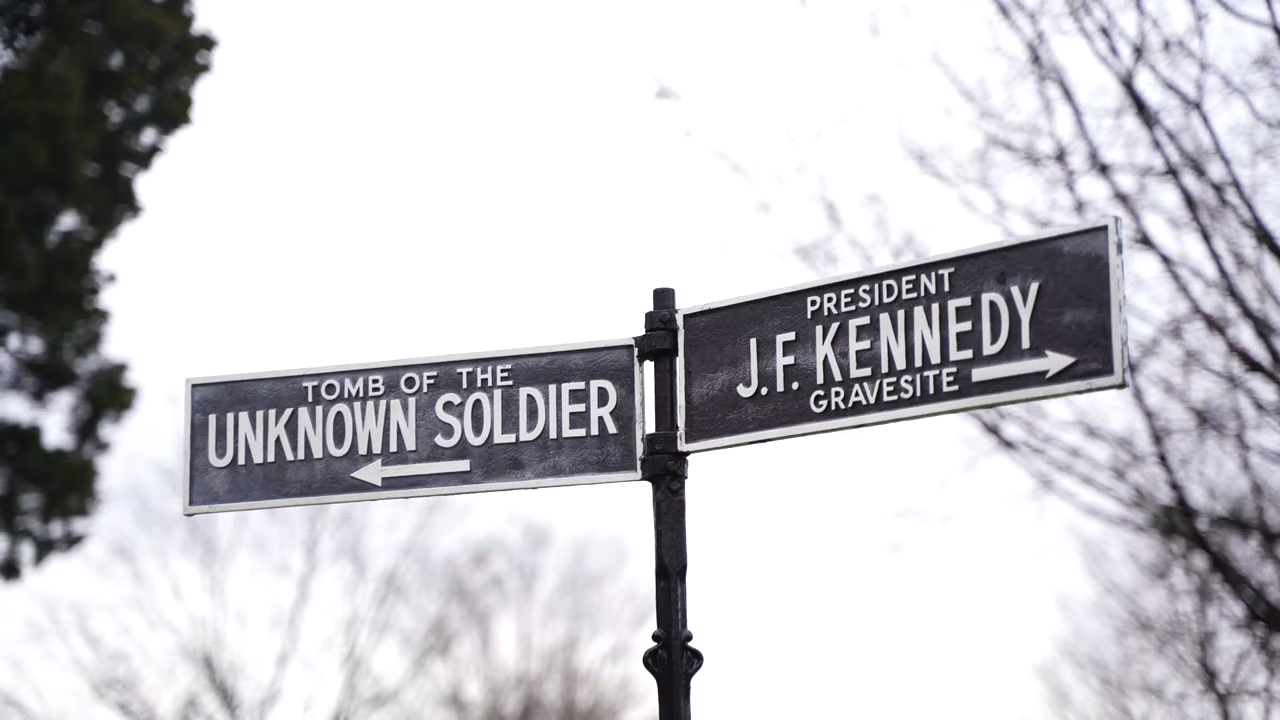 TOMB OF THE
UNKNOWN SOLDIER
PRESIDENT
J.F. KENNEDY
GRAVESITE